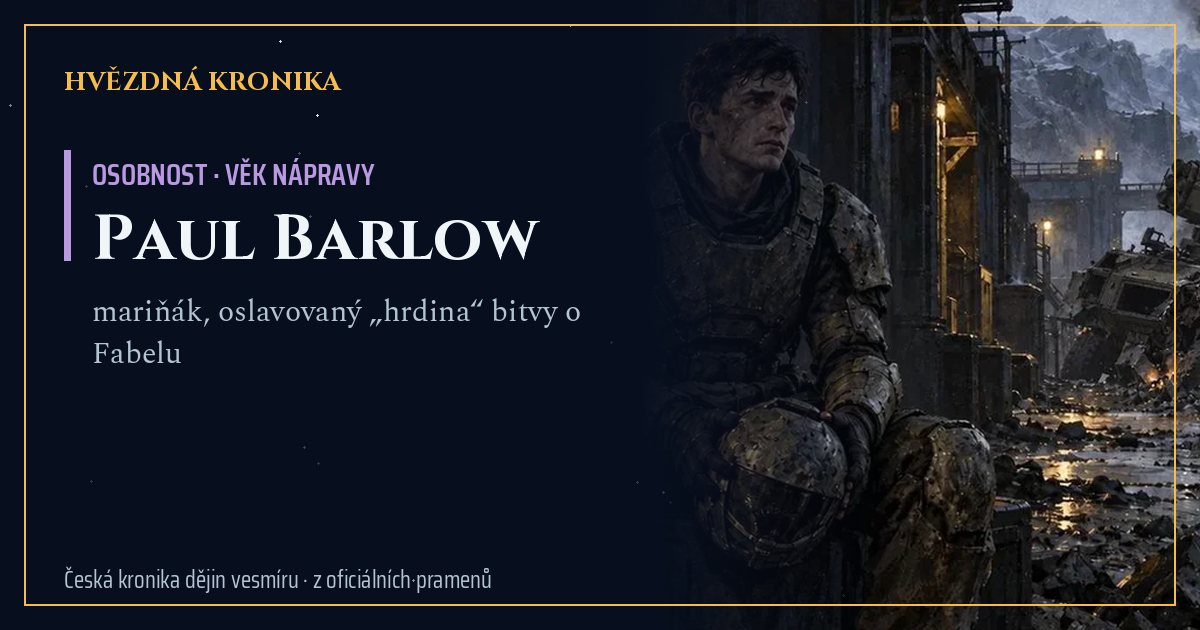 HVĚZDNÁ KRONIKA
OSOBNOST · VĚK NÁPRAVY
PAUL BARLOW
mariňák, oslavovaný „hrdina“ bitvy o
Fabelu
Česká kronika dějin vesmíru · z oficiálních pramenů